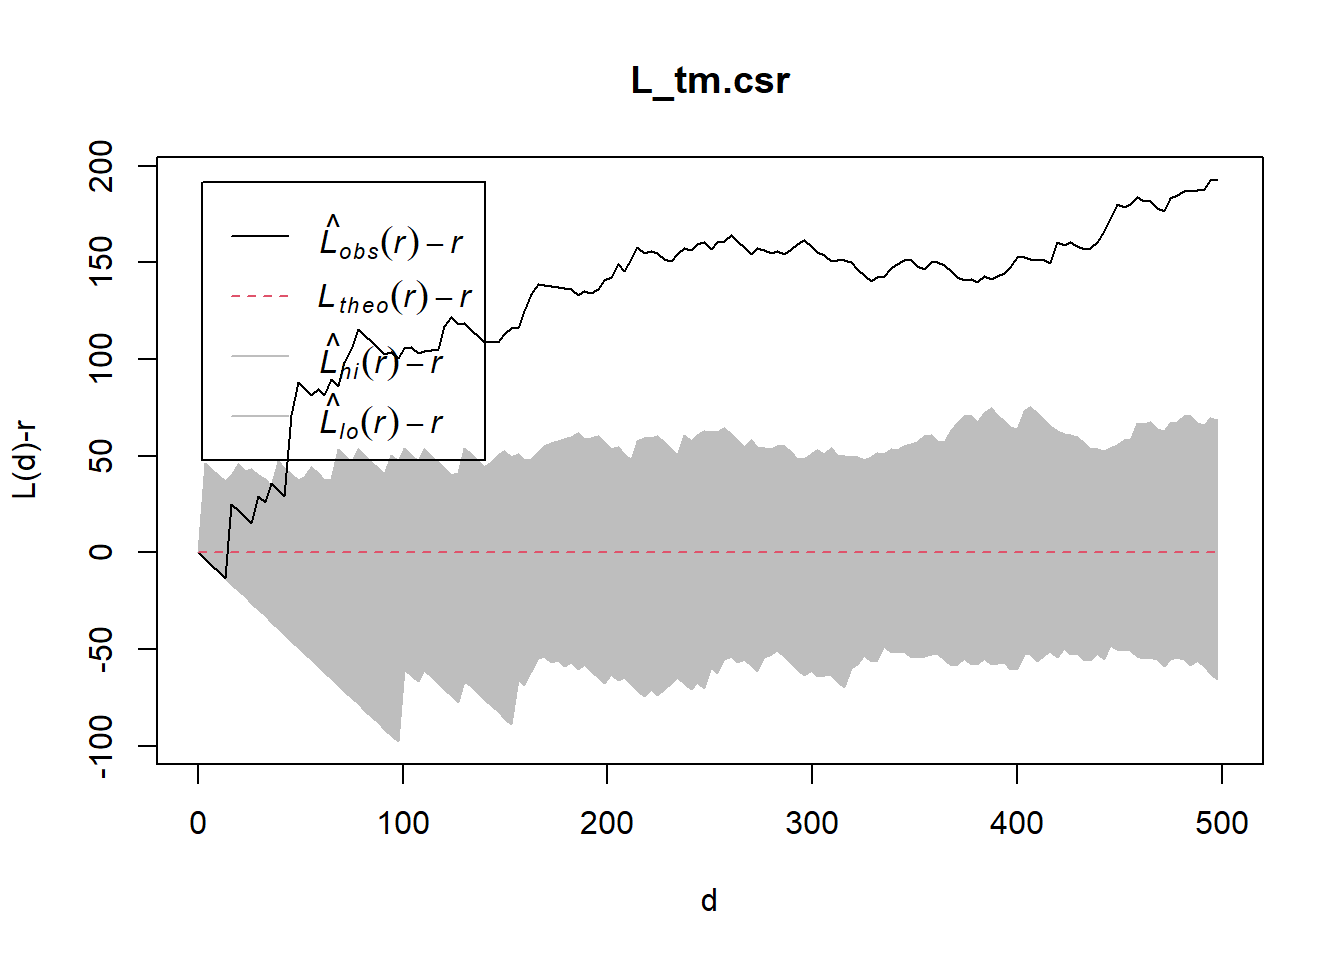 L_tm.csr
L(d)-r
200
150
100
50
0
-50
-100
L̂obs(r) − r
Ltheo(r) − r
L̂hi(r) − r
L̂lo(r) − r
0 100 200 300 400 500
d